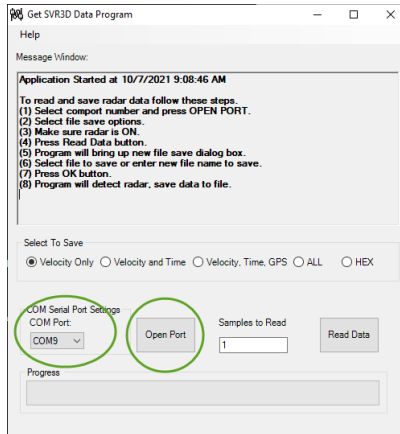 Get SVR3D Data Program
Help
Message Window:
Application Started at 10/7/2021 9:08:46 AM
To read and save radar data follow these steps.
(1) Select comport number and press OPEN PORT.
(2) Select file save options.
(3) Make sure radar is ON.
(4) Press Read Data button.
(5) Program will bring up new file save dialog box.
(6) Select file to save or enter new file name to save.
(7) Press OK button.
(8) Program will detect radar, save data to file.
Select To Save
Velocity Only Velocity and Time Velocity, Time, GPS ALL HEX
COM Serial Port Settings
COM Port:
COM9
Open Port
Samples to Read
1
Read Data
Progress